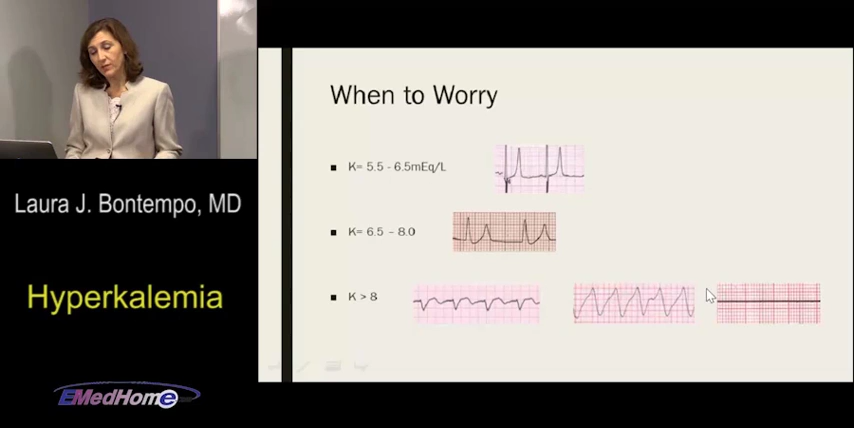 When to Worry
K= 5.5 - 6.5mEq/L
K= 6.5 – 8.0
K > 8
Laura J. Bontempo, MD
Hyperkalemia
EMedHome